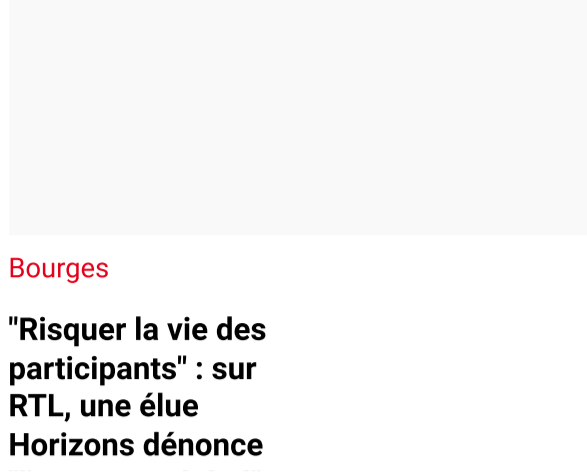 Bourges
"Risquer la vie des
participants" : sur
RTL, une élue
Horizons dénonce